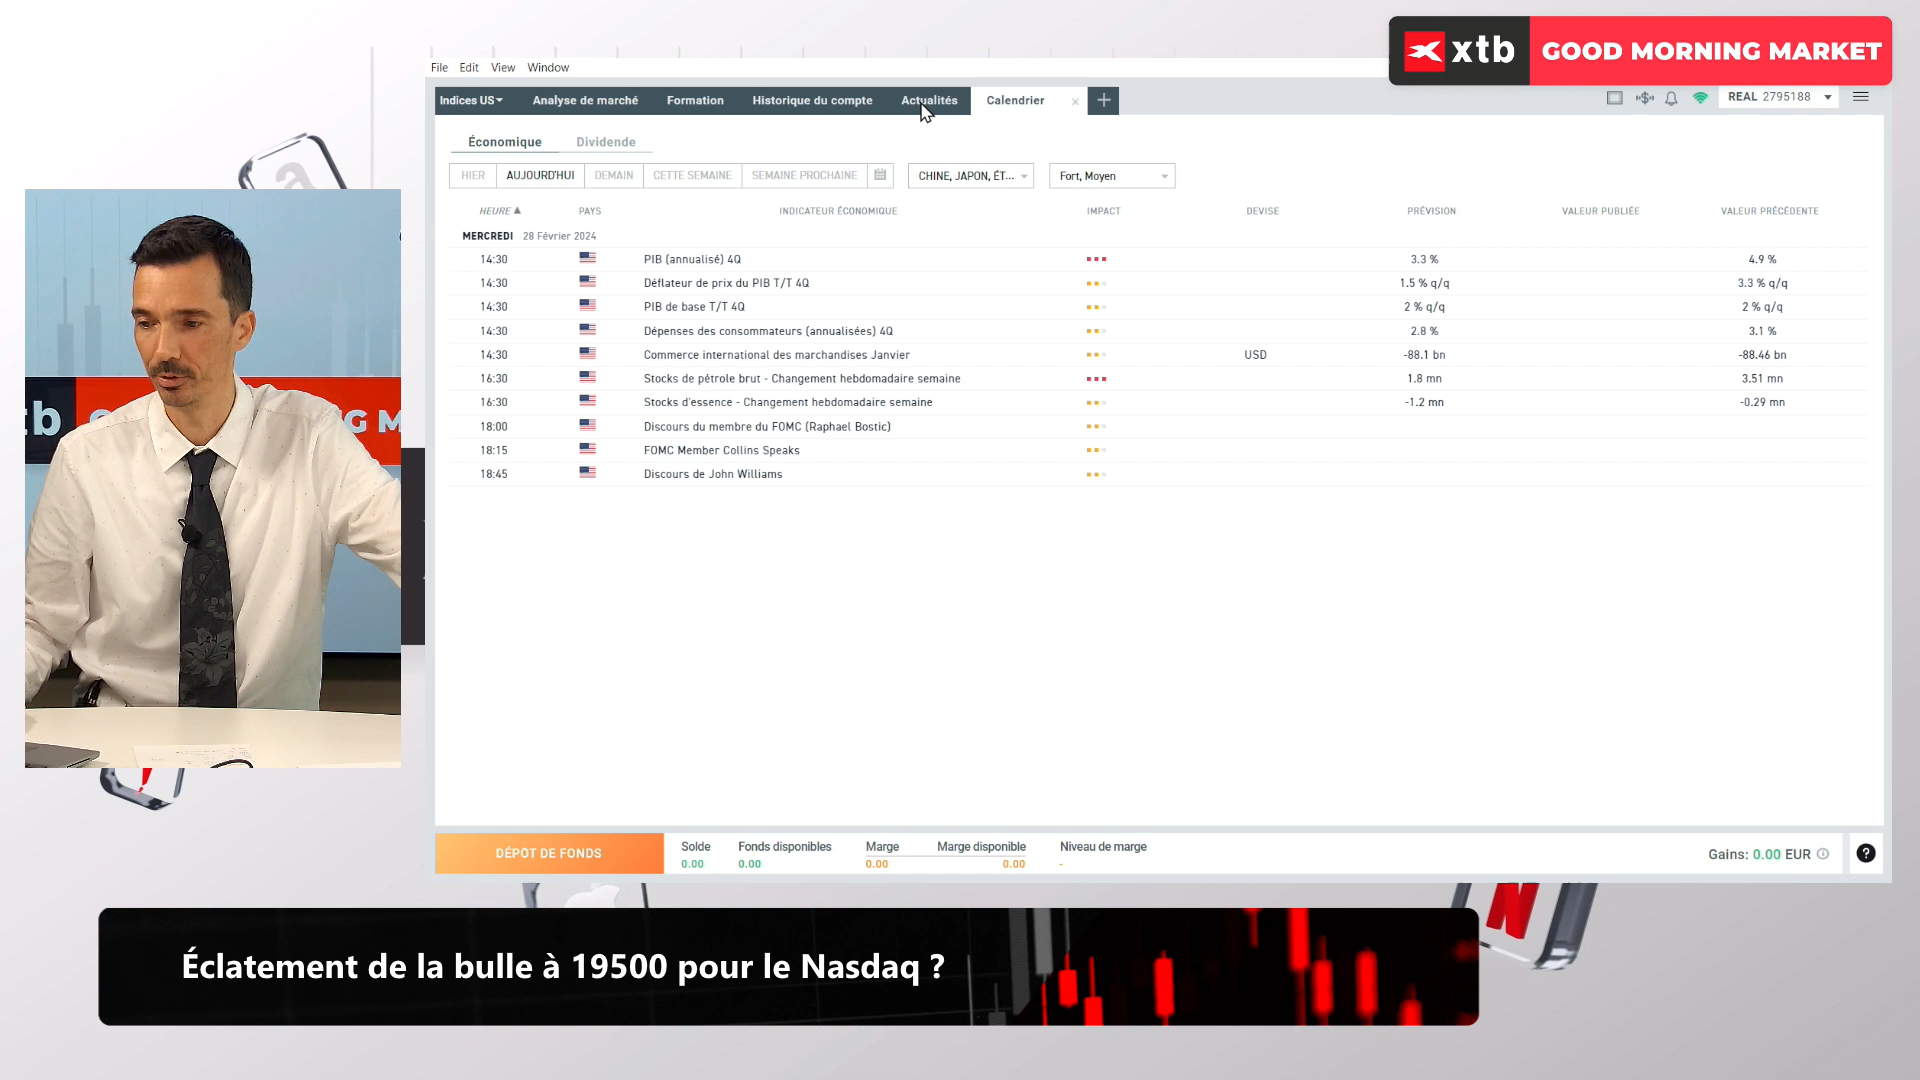 xtb GOOD MORNING MARKET
File Edit View Window
Indices US Analyse de marché Formation Historique du compte Actualités Calendrier × +
REAL 2795188
Économique Dividende
HIER AUJOURD'HUI DEMAIN CETTE SEMAINE SEMAINE PROCHAINE CHINE, JAPON, ÉT... Fort, Moyen
HEURE ▲ PAYS INDICATEUR ÉCONOMIQUE IMPACT DEVISE PRÉVISION VALEUR PUBLIÉE VALEUR PRÉCÉDENTE
MERCREDI 28 Février 2024
14:30 PIB (annualisé) 4Q 3.3 % 4.9 %
14:30 Déflateur de prix du PIB T/T 4Q 1.5 % q/q 3.3 % q/q
14:30 PIB de base T/T 4Q 2 % q/q 2 % q/q
14:30 Dépenses des consommateurs (annualisées) 4Q 2.8 % 3.1 %
14:30 Commerce international des marchandises Janvier USD -88.1 bn -88.46 bn
16:30 Stocks de pétrole brut - Changement hebdomadaire semaine 1.8 mn 3.51 mn
16:30 Stocks d'essence - Changement hebdomadaire semaine -1.2 mn -0.29 mn
18:00 Discours du membre du FOMC (Raphael Bostic)
18:15 FOMC Member Collins Speaks
18:45 Discours de John Williams
tb G M
DÉPÔT DE FONDS
Solde Fonds disponibles Marge Marge disponible Niveau de marge
0.00 0.00 0.00 0.00 -
Gains: 0.00 EUR
Éclatement de la bulle à 19500 pour le Nasdaq ?